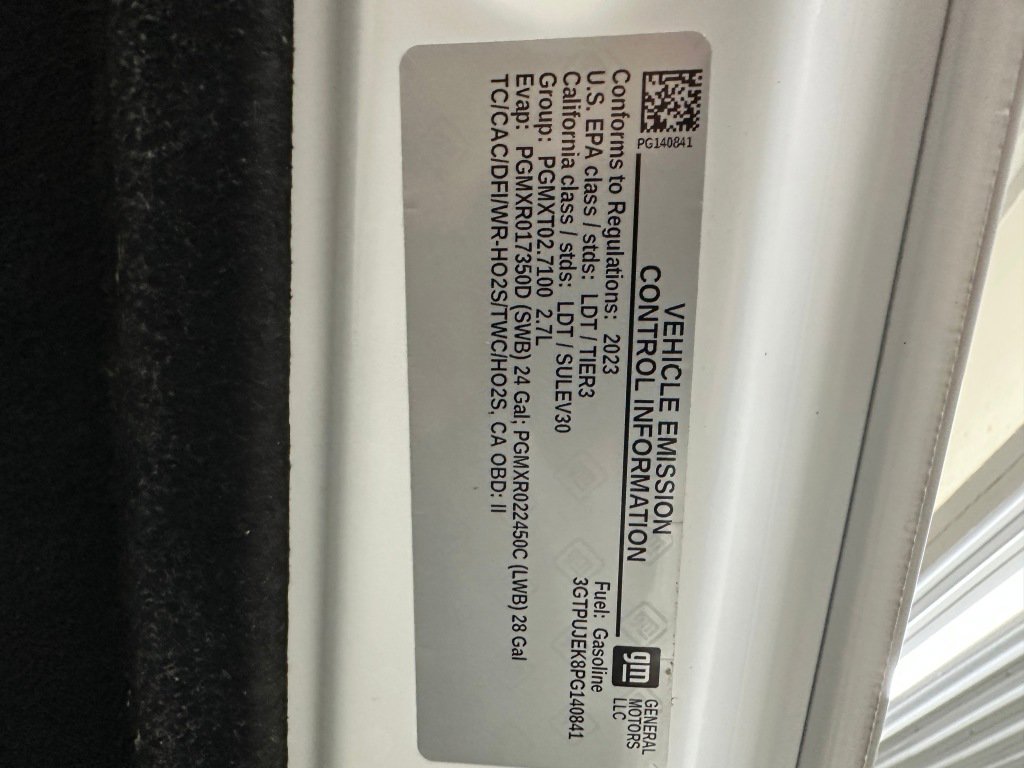 PG140841
VEHICLE EMISSION
CONTROL INFORMATION
gm
GENERAL
MOTORS
LLC
Conforms to Regulations: 2023
U.S. EPA class / stds: LDT / TIER3
California class / stds: LDT / SULEV30
Group: PGMXT02.7100 2.7L
Evap: PGMXR017350D (SWB) 24 Gal; PGMXR022450C (LWB) 28 Gal
TC/CAC/DFI/WR-HO2S/TWC/HO2S, CA OBD: II
Fuel: Gasoline
3GTPUJEK8PG140841